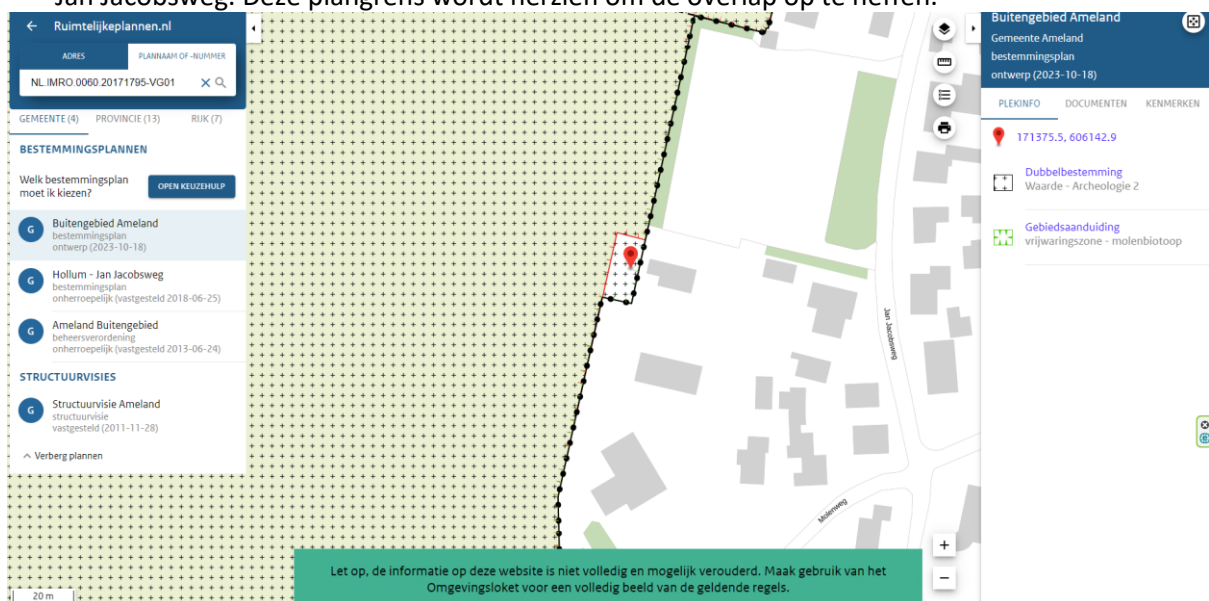 Jan Jacobsweg. Deze plangrens wordt herzien om de overlap op te heffen.
← Ruimtelijkeplannen.nl
ADRES
PLANNAAM OF -NUMMER
NL.IMRO.0060.20171795-VG01
GEMEENTE (4) PROVINCIE (13) RIJK (7)
BESTEMMINGSPLANNEN
Welk bestemmingsplan
moet ik kiezen?
OPEN KEUZEHULP
G
Buitengebied Ameland
bestemmingsplan
ontwerp (2023-10-18)
G
Hollum - Jan Jacobsweg
bestemmingsplan
onherroepelijk (vastgesteld 2018-06-25)
G
Ameland Buitengebied
beheersverordening
onherroepelijk (vastgesteld 2013-06-24)
STRUCTUURVISIES
G
Structuurvisie Ameland
structuurvisie
vastgesteld (2011-11-28)
Verberg plannen
20 m
Jan Jacobsweg
Molenweg
Let op, de informatie op deze website is niet volledig en mogelijk verouderd. Maak gebruik van het
Omgevingsloket voor een volledig beeld van de geldende regels.
+
−
Buitengebied Ameland
Gemeente Ameland
bestemmingsplan
ontwerp (2023-10-18)
PLEKINFO DOCUMENTEN KENMERKEN
171375.5, 606142.9
Dubbelbestemming
Waarde - Archeologie 2
Gebiedsaanduiding
vrijwaringszone - molenbiotoop